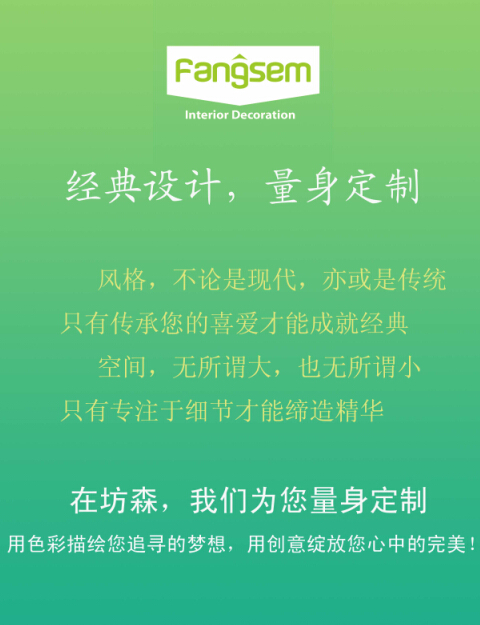 Fangsem
Interior Decoration
经典设计，量身定制
风格，不论是现代，亦或是传统
只有传承您的喜爱才能成就经典
空间，无所谓大，也无所谓小
只有专注于细节才能缔造精华
在坊森，我们为您量身定制
用色彩描绘您追寻的梦想，用创意绽放您心中的完美！